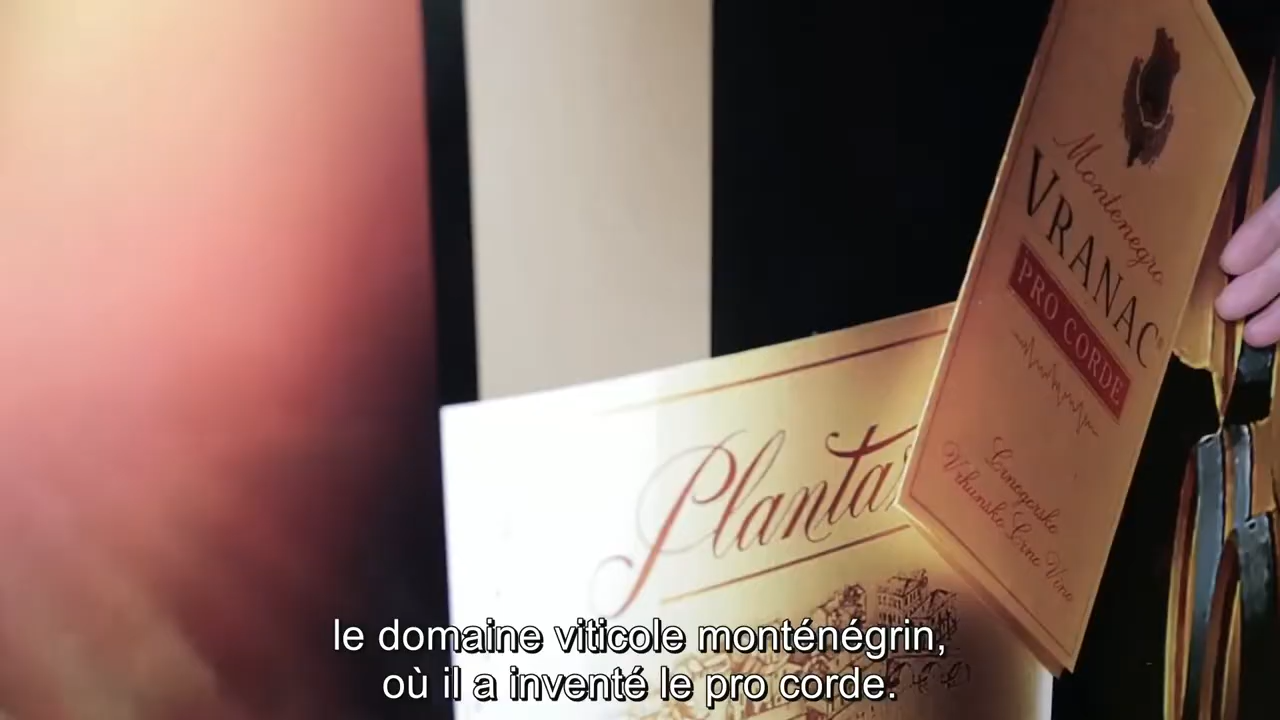 Montenegro
VRANAC®
PRO CORDE
Crnogorsko
Vrhunsko Crno Vino
Planta
le domaine viticole monténégrin,
où il a inventé le pro corde.